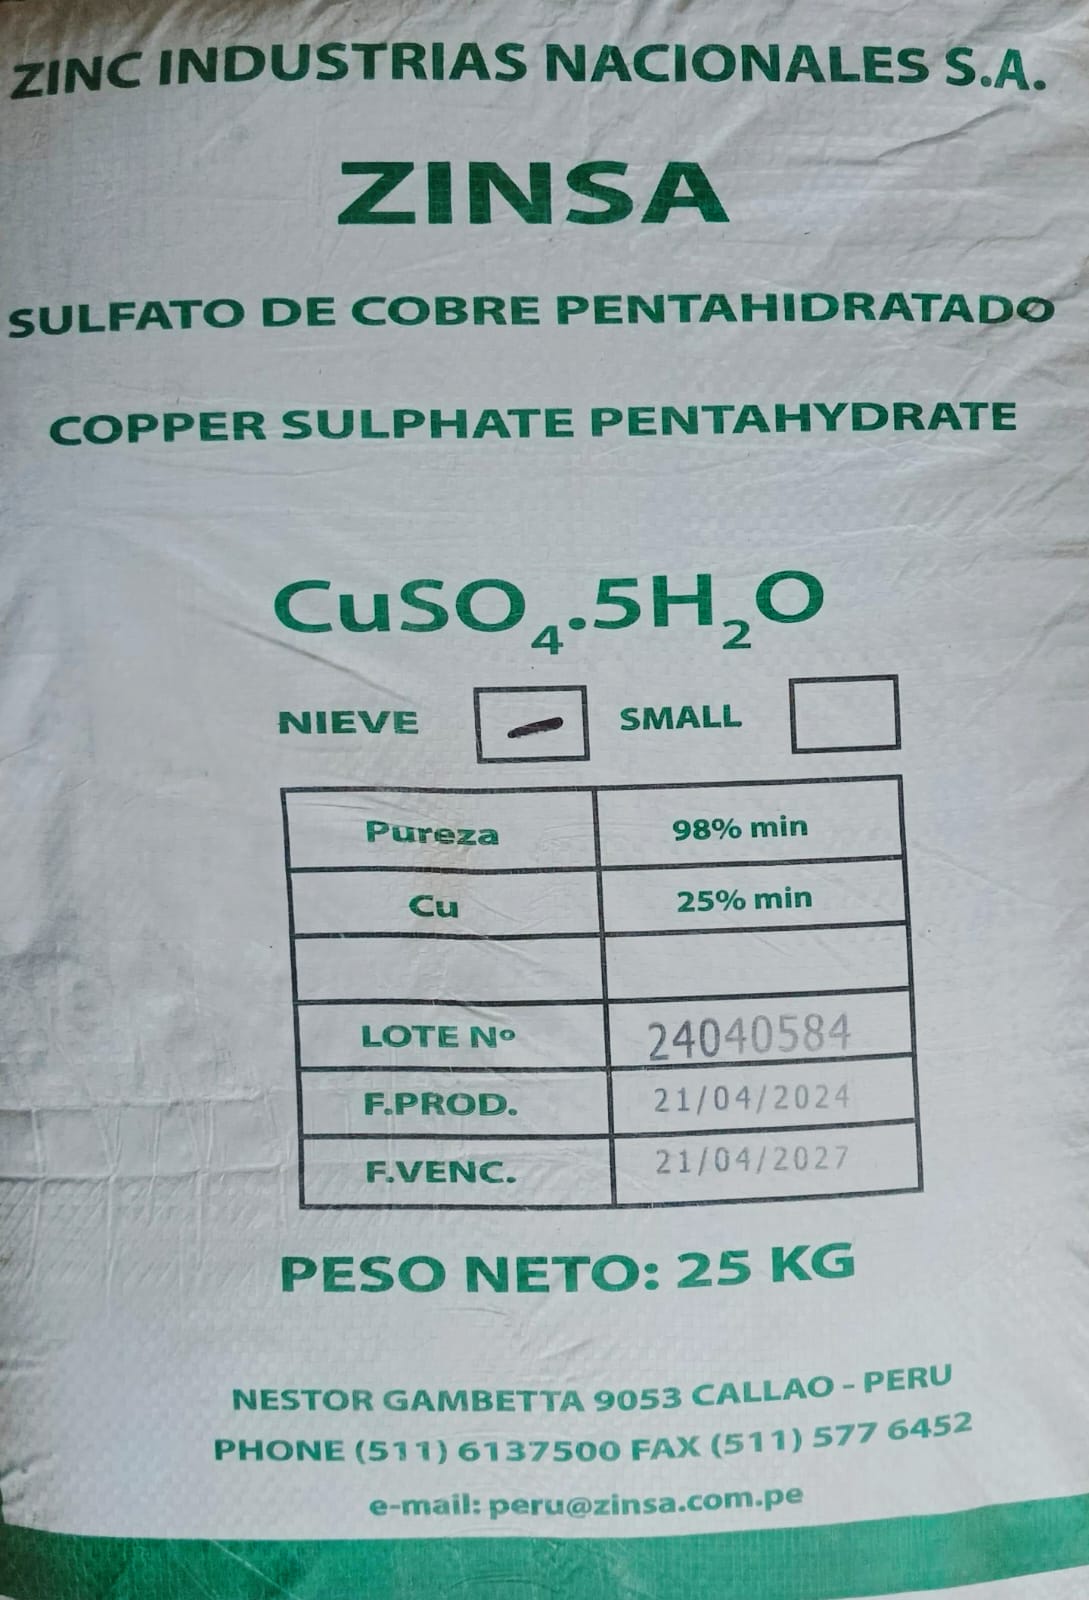 ZINC INDUSTRIAS NACIONALES S.A.
ZINSA
SULFATO DE COBRE PENTAHIDRATADO
COPPER SULPHATE PENTAHYDRATE
CuSO₄.5H₂O
NIEVE SMALL
Pureza 98% min
Cu 25% min
LOTE Nº 24040584
F.PROD. 21/04/2024
F.VENC. 21/04/2027
PESO NETO: 25 KG
NESTOR GAMBETTA 9053 CALLAO - PERU
PHONE (511) 6137500 FAX (511) 577 6452
e-mail: peru@zinsa.com.pe